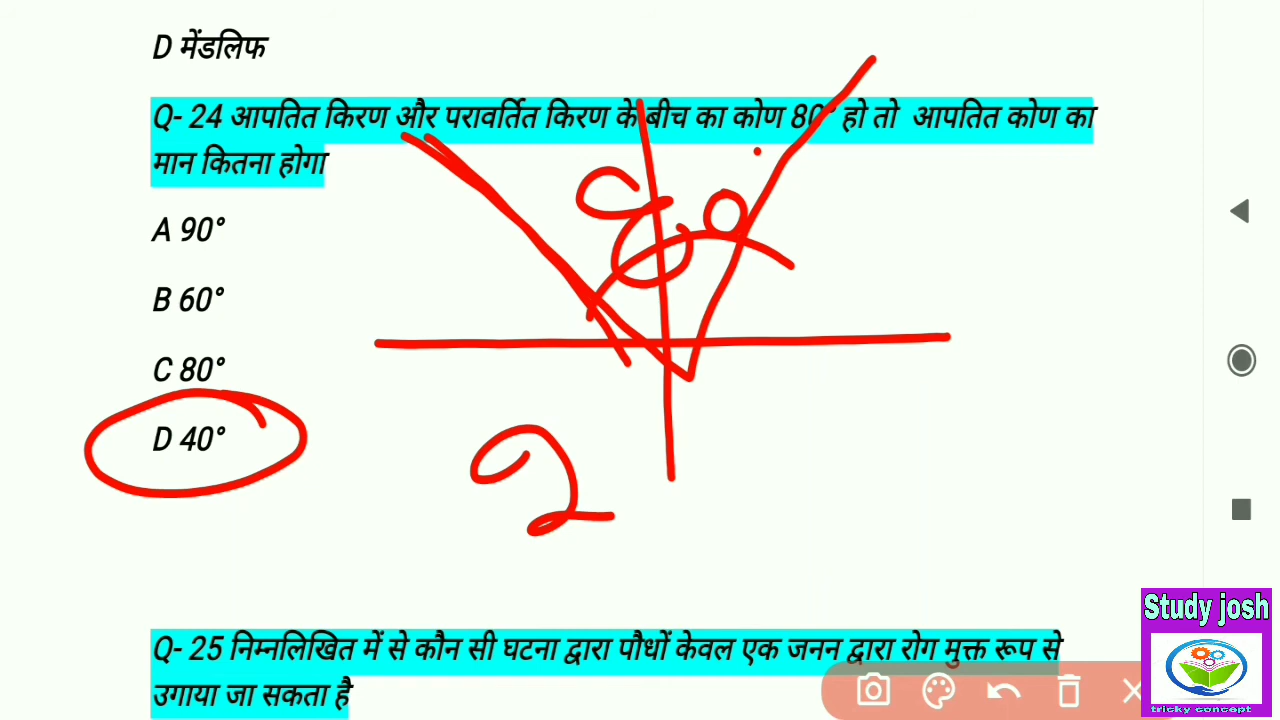 D मेंडलिफ
Q- 24 आपतित किरण और परावर्तित किरण के बीच का कोण 80° हो तो आपतित कोण का
मान कितना होगा
A 90°
B 60°
C 80°
D 40°
80
2
Q- 25 निम्नलिखित में से कौन सी घटना द्वारा पौधों केवल एक जनन द्वारा रोग मुक्त रूप से
उगाया जा सकता है
Study josh
tricky concept